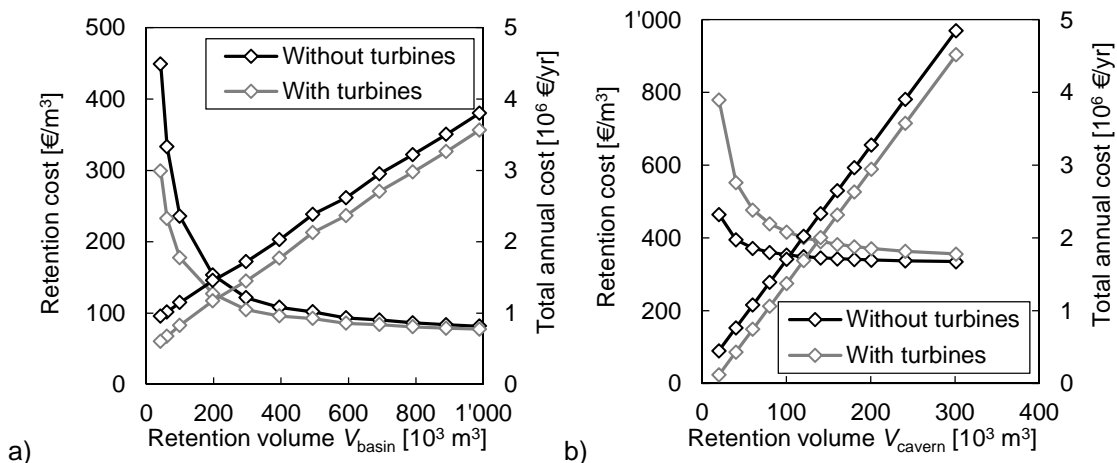 500
400
300
200
100
0
Retention cost [€/m³]
Without turbines
With turbines
5
4
3
2
1
0
Total annual cost [10⁶ €/yr]
0 200 400 600 800 1'000
Retention volume Vbasin [10³ m³]
a)
1'000
800
600
400
200
0
Retention cost [€/m³]
5
4
3
2
1
0
Total annual cost [10⁶ €/yr]
Without turbines
With turbines
0 100 200 300 400
Retention volume Vcavern [10³ m³]
b)